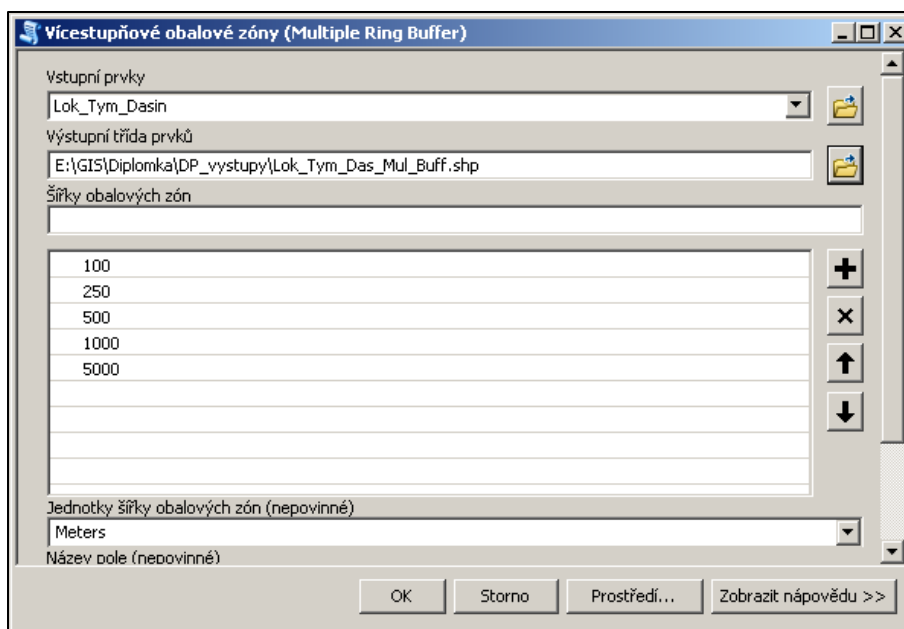 Vícestupňové obalové zóny (Multiple Ring Buffer)
Vstupní prvky
Lok_Tym_Dasin
Výstupní třída prvků
E:\GIS\Diplomka\DP_vystupy\Lok_Tym_Das_Mul_Buff.shp
Šířky obalových zón
100
250
500
1000
5000
Jednotky šířky obalových zón (nepovinné)
Meters
Název pole (nepovinné)
OK Storno Prostředí... Zobrazit nápovědu >>